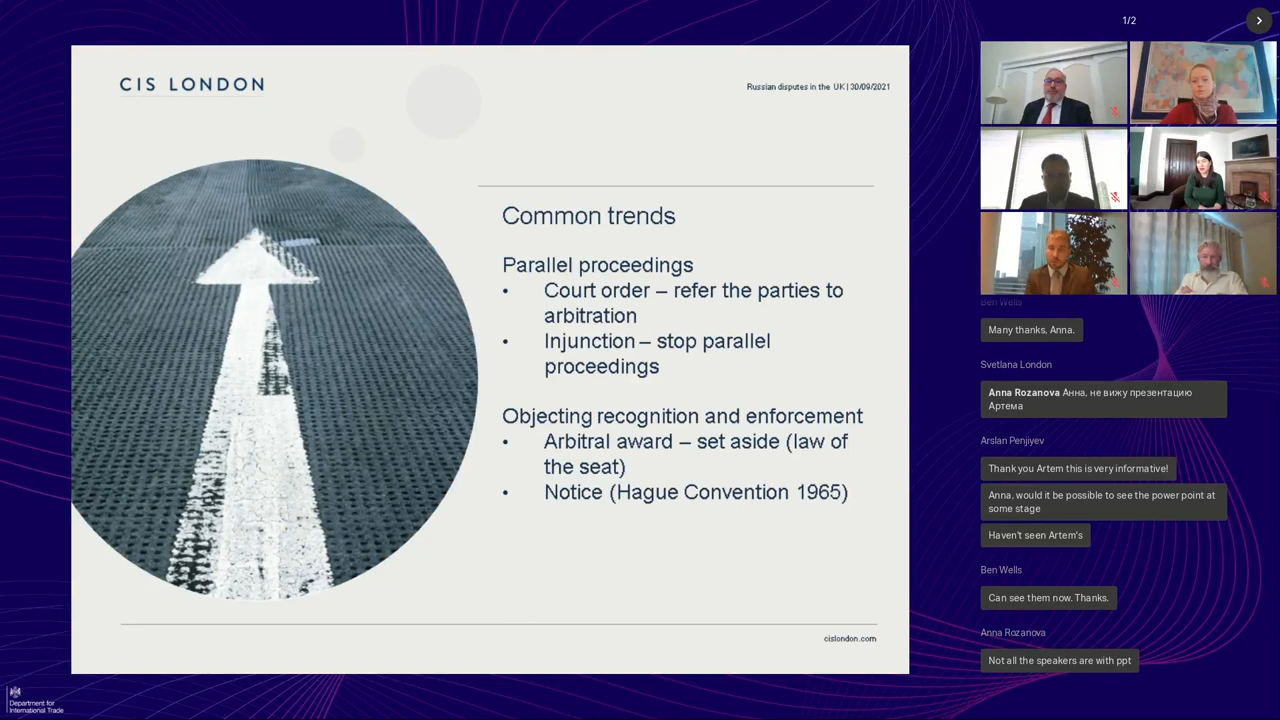 1/2
CIS LONDON
Russian disputes in the UK | 30/09/2021
Common trends
Parallel proceedings
• Court order – refer the parties to
arbitration
• Injunction – stop parallel
proceedings
Objecting recognition and enforcement
• Arbitral award – set aside (law of
the seat)
• Notice (Hague Convention 1965)
cislondon.com
Ben Wells
Many thanks, Anna.
Svetlana London
Anna Rozanova Анна, не вижу презентацию
Артема
Arslan Penjiyev
Thank you Artem this is very informative!
Anna, would it be possible to see the power point at
some stage
Haven't seen Artem's
Ben Wells
Can see them now. Thanks.
Anna Rozanova
Not all the speakers are with ppt
Department for
International Trade